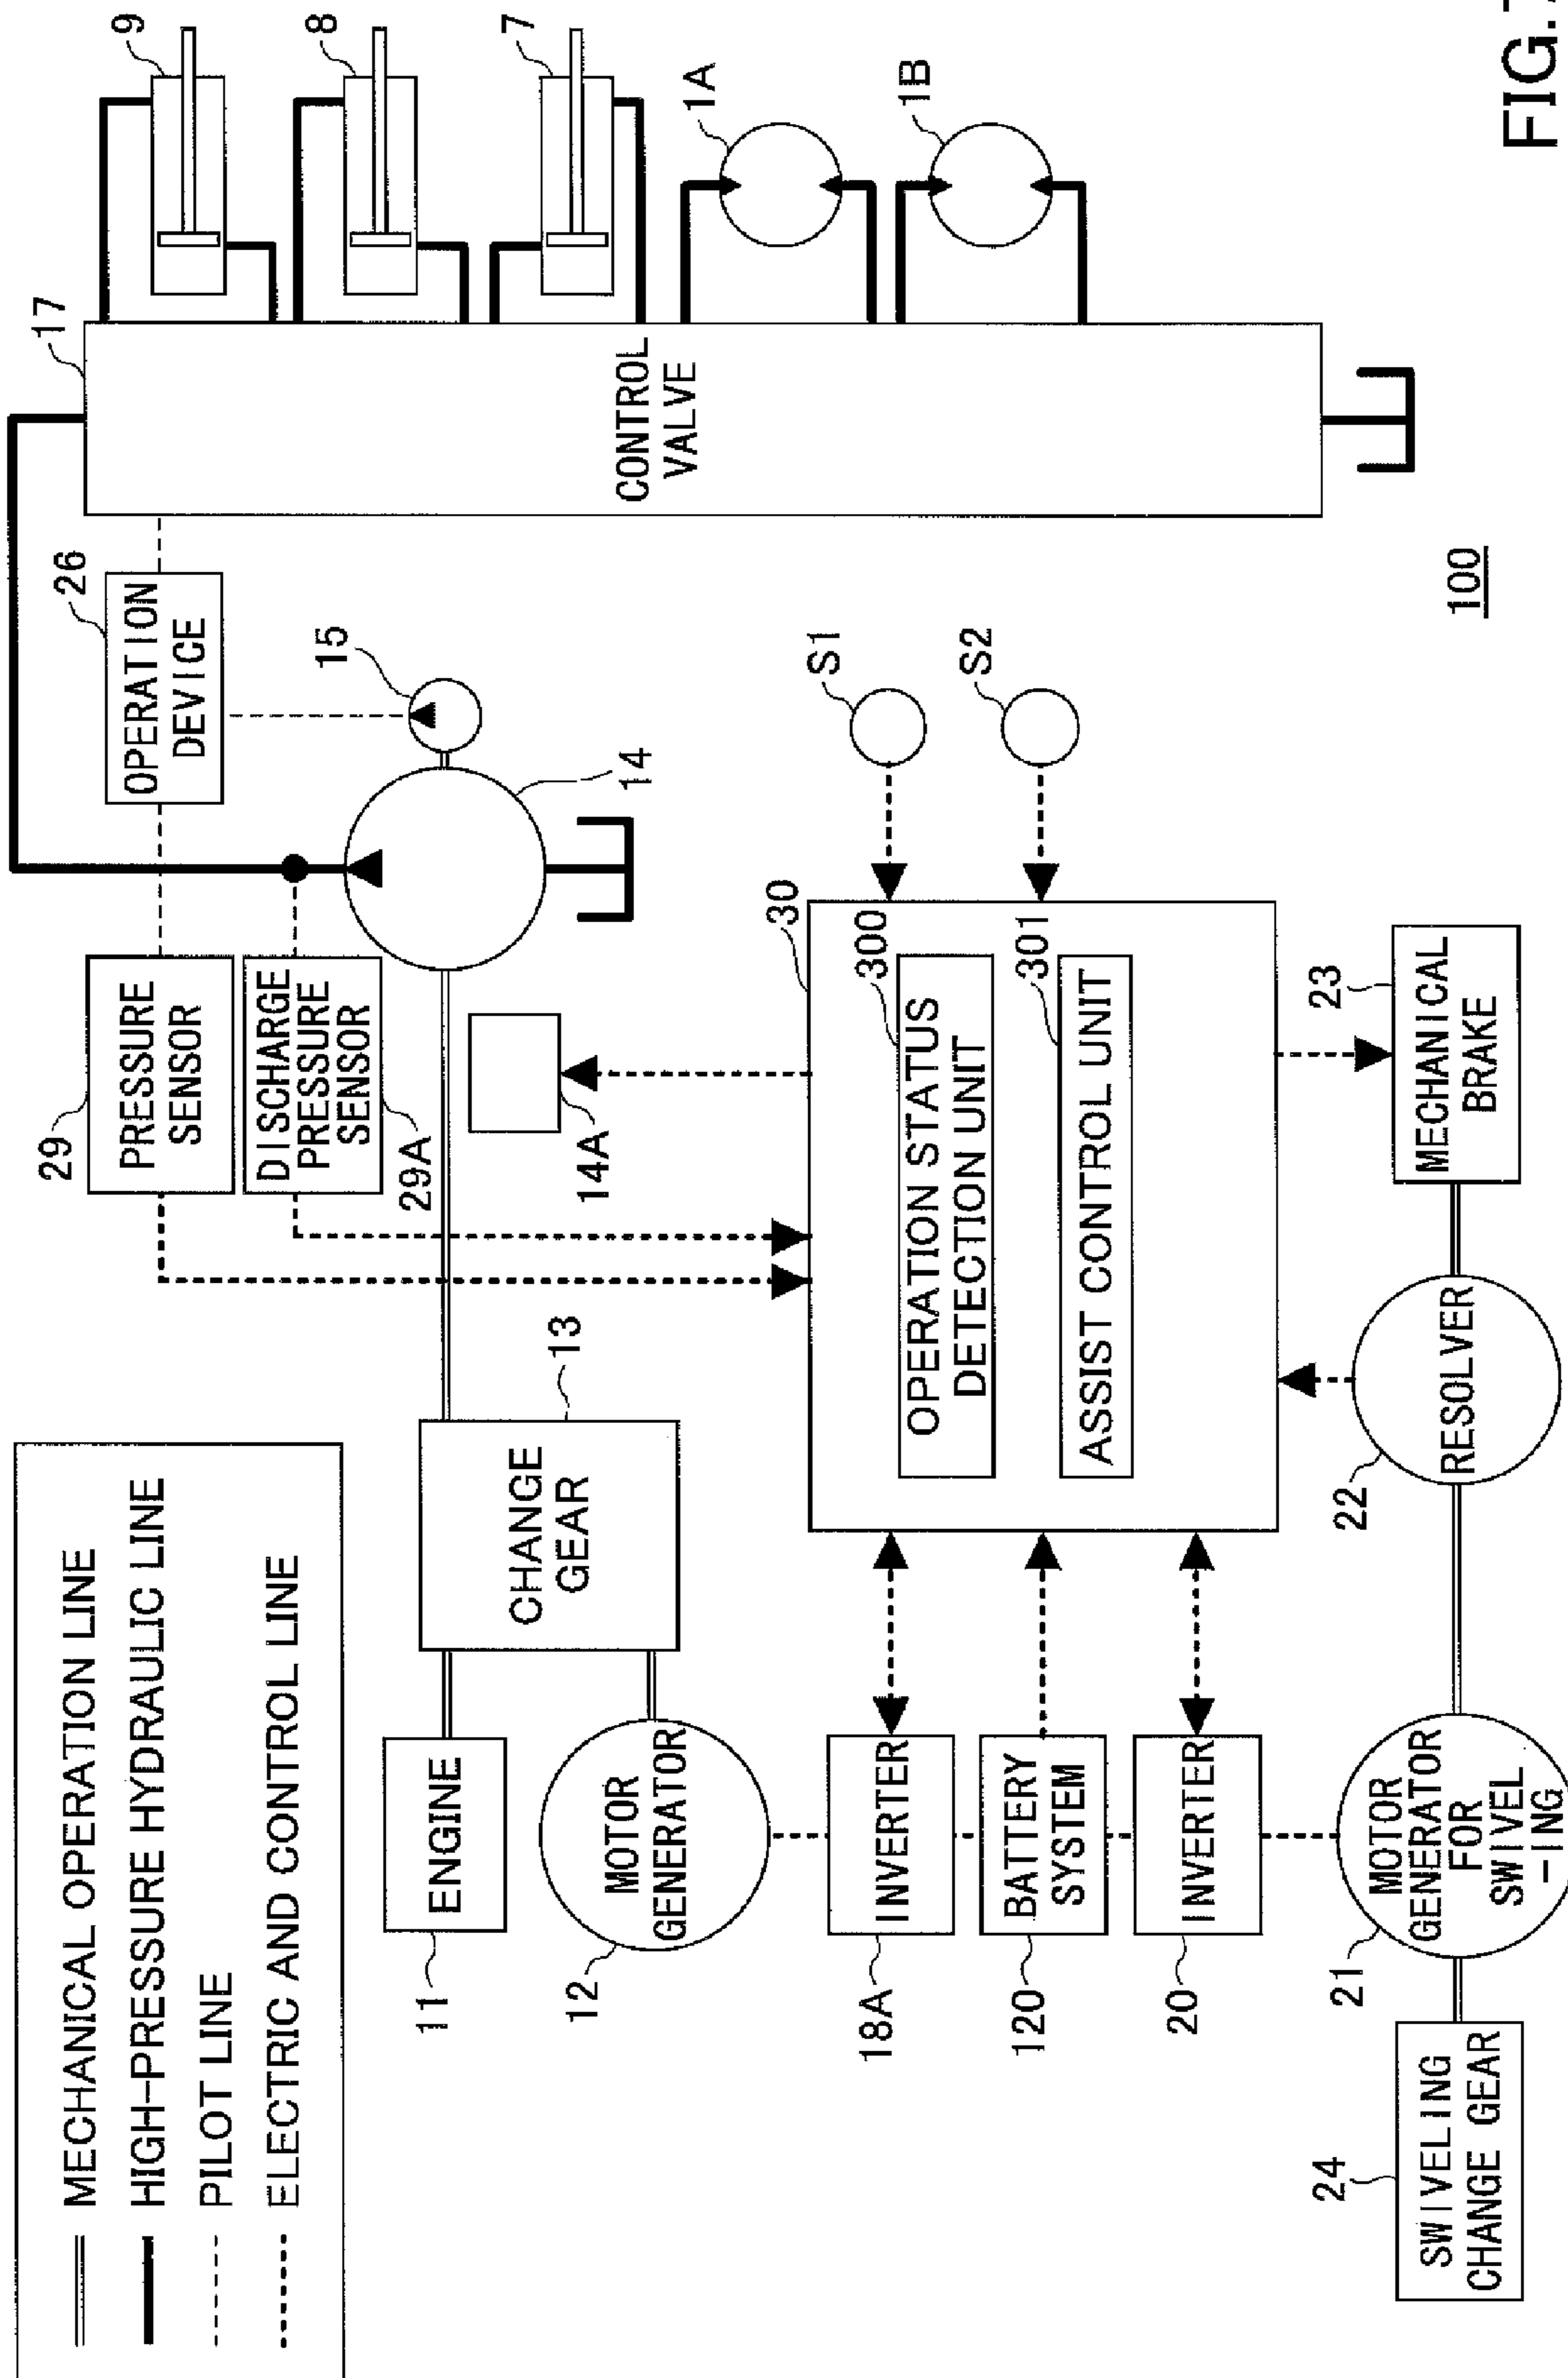 MECHANICAL OPERATION LINE
HIGH-PRESSURE HYDRAULIC LINE
PILOT LINE
ELECTRIC AND CONTROL LINE
29
PRESSURE
SENSOR
DISCHARGE
PRESSURE
SENSOR
29A
26
OPERATION
DEVICE
15
14
14A
17
CONTROL
VALVE
9
8
7
1A
1B
11
ENGINE
12
MOTOR
GENERATOR
CHANGE
GEAR
13
18A
INVERTER
120
BATTERY
SYSTEM
20
INVERTER
30
300
OPERATION STATUS
DETECTION UNIT
301
ASSIST CONTROL UNIT
S1
S2
24
SWIVELING
CHANGE GEAR
21
MOTOR
GENERATOR
FOR
SWIVEL
-ING
22
RESOLVER
23
MECHANICAL
BRAKE
100
FIG.7